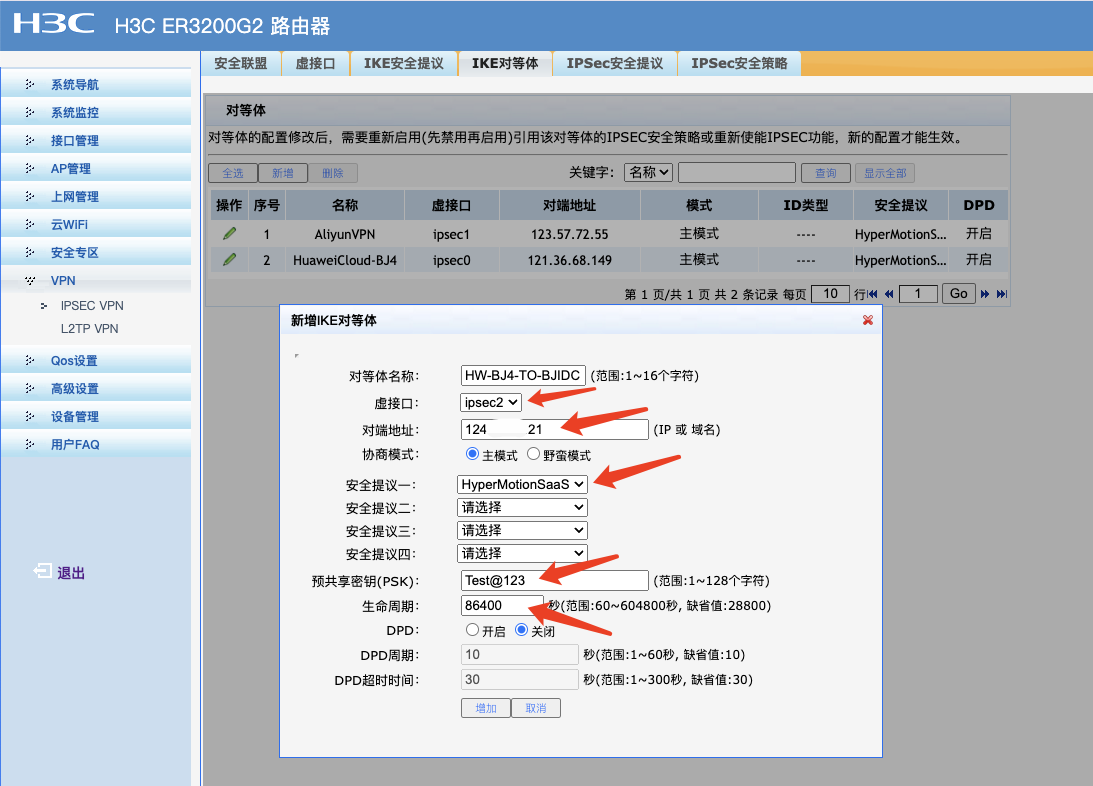 H3C H3C ER3200G2 路由器
安全联盟 虚接口 IKE安全提议 IKE对等体 IPSec安全提议 IPSec安全策略
系统导航
系统监控
接口管理
AP管理
上网管理
云WiFi
安全专区
VPN
IPSEC VPN
L2TP VPN
Qos设置
高级设置
设备管理
用户FAQ
退出
对等体
对等体的配置修改后，需要重新启用(先禁用再启用)引用该对等体的IPSEC安全策略或重新使能IPSEC功能，新的配置才能生效。
全选 新增 删除 关键字： 名称 查询 显示全部
操作 序号 名称 虚接口 对端地址 模式 ID类型 安全提议 DPD
1 AliyunVPN ipsec1 123.57.72.55 主模式 ---- HyperMotionS... 开启
2 HuaweiCloud-BJ4 ipsec0 121.36.68.149 主模式 ---- HyperMotionS... 开启
第 1 页/共 1 页 共 2 条记录 每页 10 行 1 Go
新增IKE对等体
对等体名称： HW-BJ4-TO-BJIDC (范围:1~16个字符)
虚接口： ipsec2
对端地址： 124 21 (IP 或 域名)
协商模式： 主模式 野蛮模式
安全提议一： HyperMotionSaaS
安全提议二： 请选择
安全提议三： 请选择
安全提议四： 请选择
预共享密钥(PSK)： Test@123 (范围:1~128个字符)
生命周期： 86400 秒(范围:60~604800秒, 缺省值:28800)
DPD： 开启 关闭
DPD周期： 10 秒(范围:1~60秒, 缺省值:10)
DPD超时时间： 30 秒(范围:1~300秒, 缺省值:30)
增加 取消